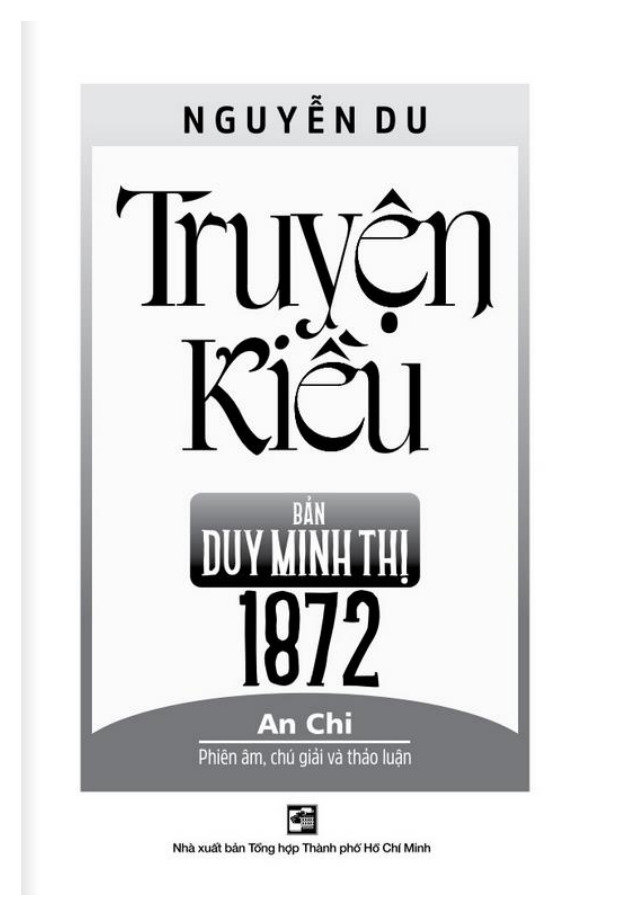 NGUYỄN DU
Truyện
Kiều
BẢN
DUY MINH THỊ
1872
An Chi
Phiên âm, chú giải và thảo luận
Nhà xuất bản Tổng hợp Thành phố Hồ Chí Minh